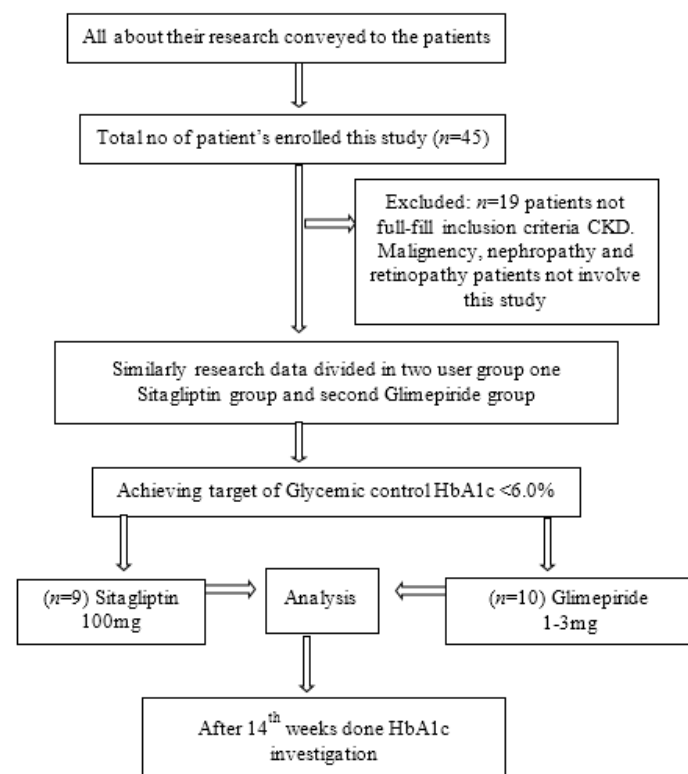 All about their research conveyed to the patients
Total no of patient's enrolled this study (n=45)
Excluded: n=19 patients not
full-fill inclusion criteria CKD.
Malignency, nephropathy and
retinopathy patients not involve
this study
Similarly research data divided in two user group one
Sitagliptin group and second Glimepiride group
Achieving target of Glycemic control HbA1c <6.0%
(n=9) Sitagliptin
100mg
Analysis
(n=10) Glimepiride
1-3mg
After 14th weeks done HbA1c
investigation